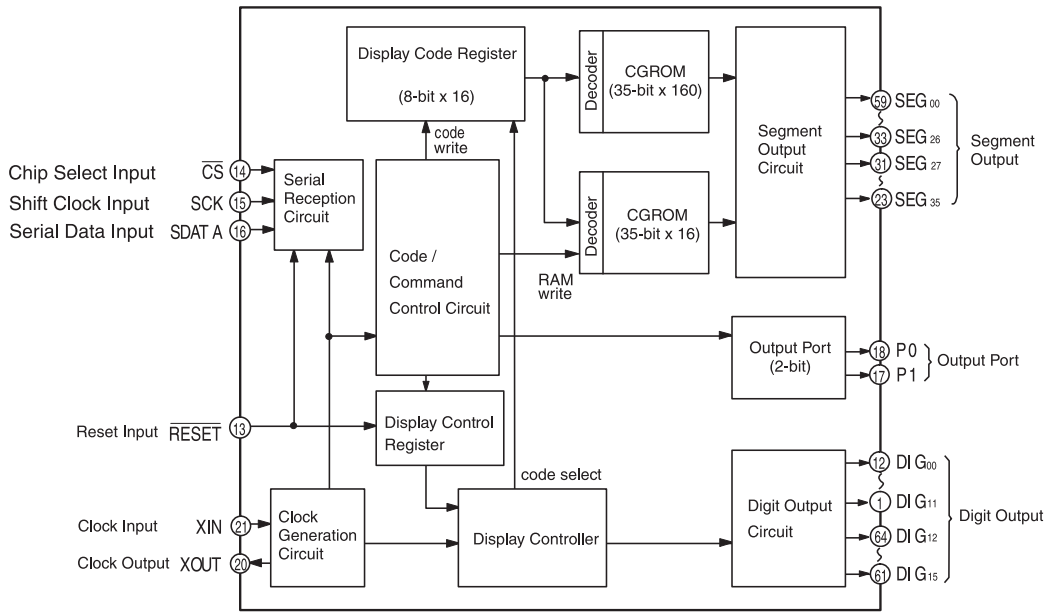 Display Code Register
(8-bit x 16)
code
write
Decoder
CGROM
(35-bit x 160)
Decoder
CGROM
(35-bit x 16)
RAM
write
Segment
Output
Circuit
59 SEG00
33 SEG26
31 SEG27
23 SEG35
Segment
Output
Chip Select Input CS 14
Shift Clock Input SCK 15
Serial Data Input SDAT A 16
Serial
Reception
Circuit
Code /
Command
Control Circuit
Output Port
(2-bit)
18 P0
17 P1
Output Port
Reset Input RESET 13
Display Control
Register
code select
Clock Input XIN 21
Clock Output XOUT 20
Clock
Generation
Circuit
Display Controller
Digit Output
Circuit
12 DIG00
1 DIG11
64 DIG12
61 DIG15
Digit Output